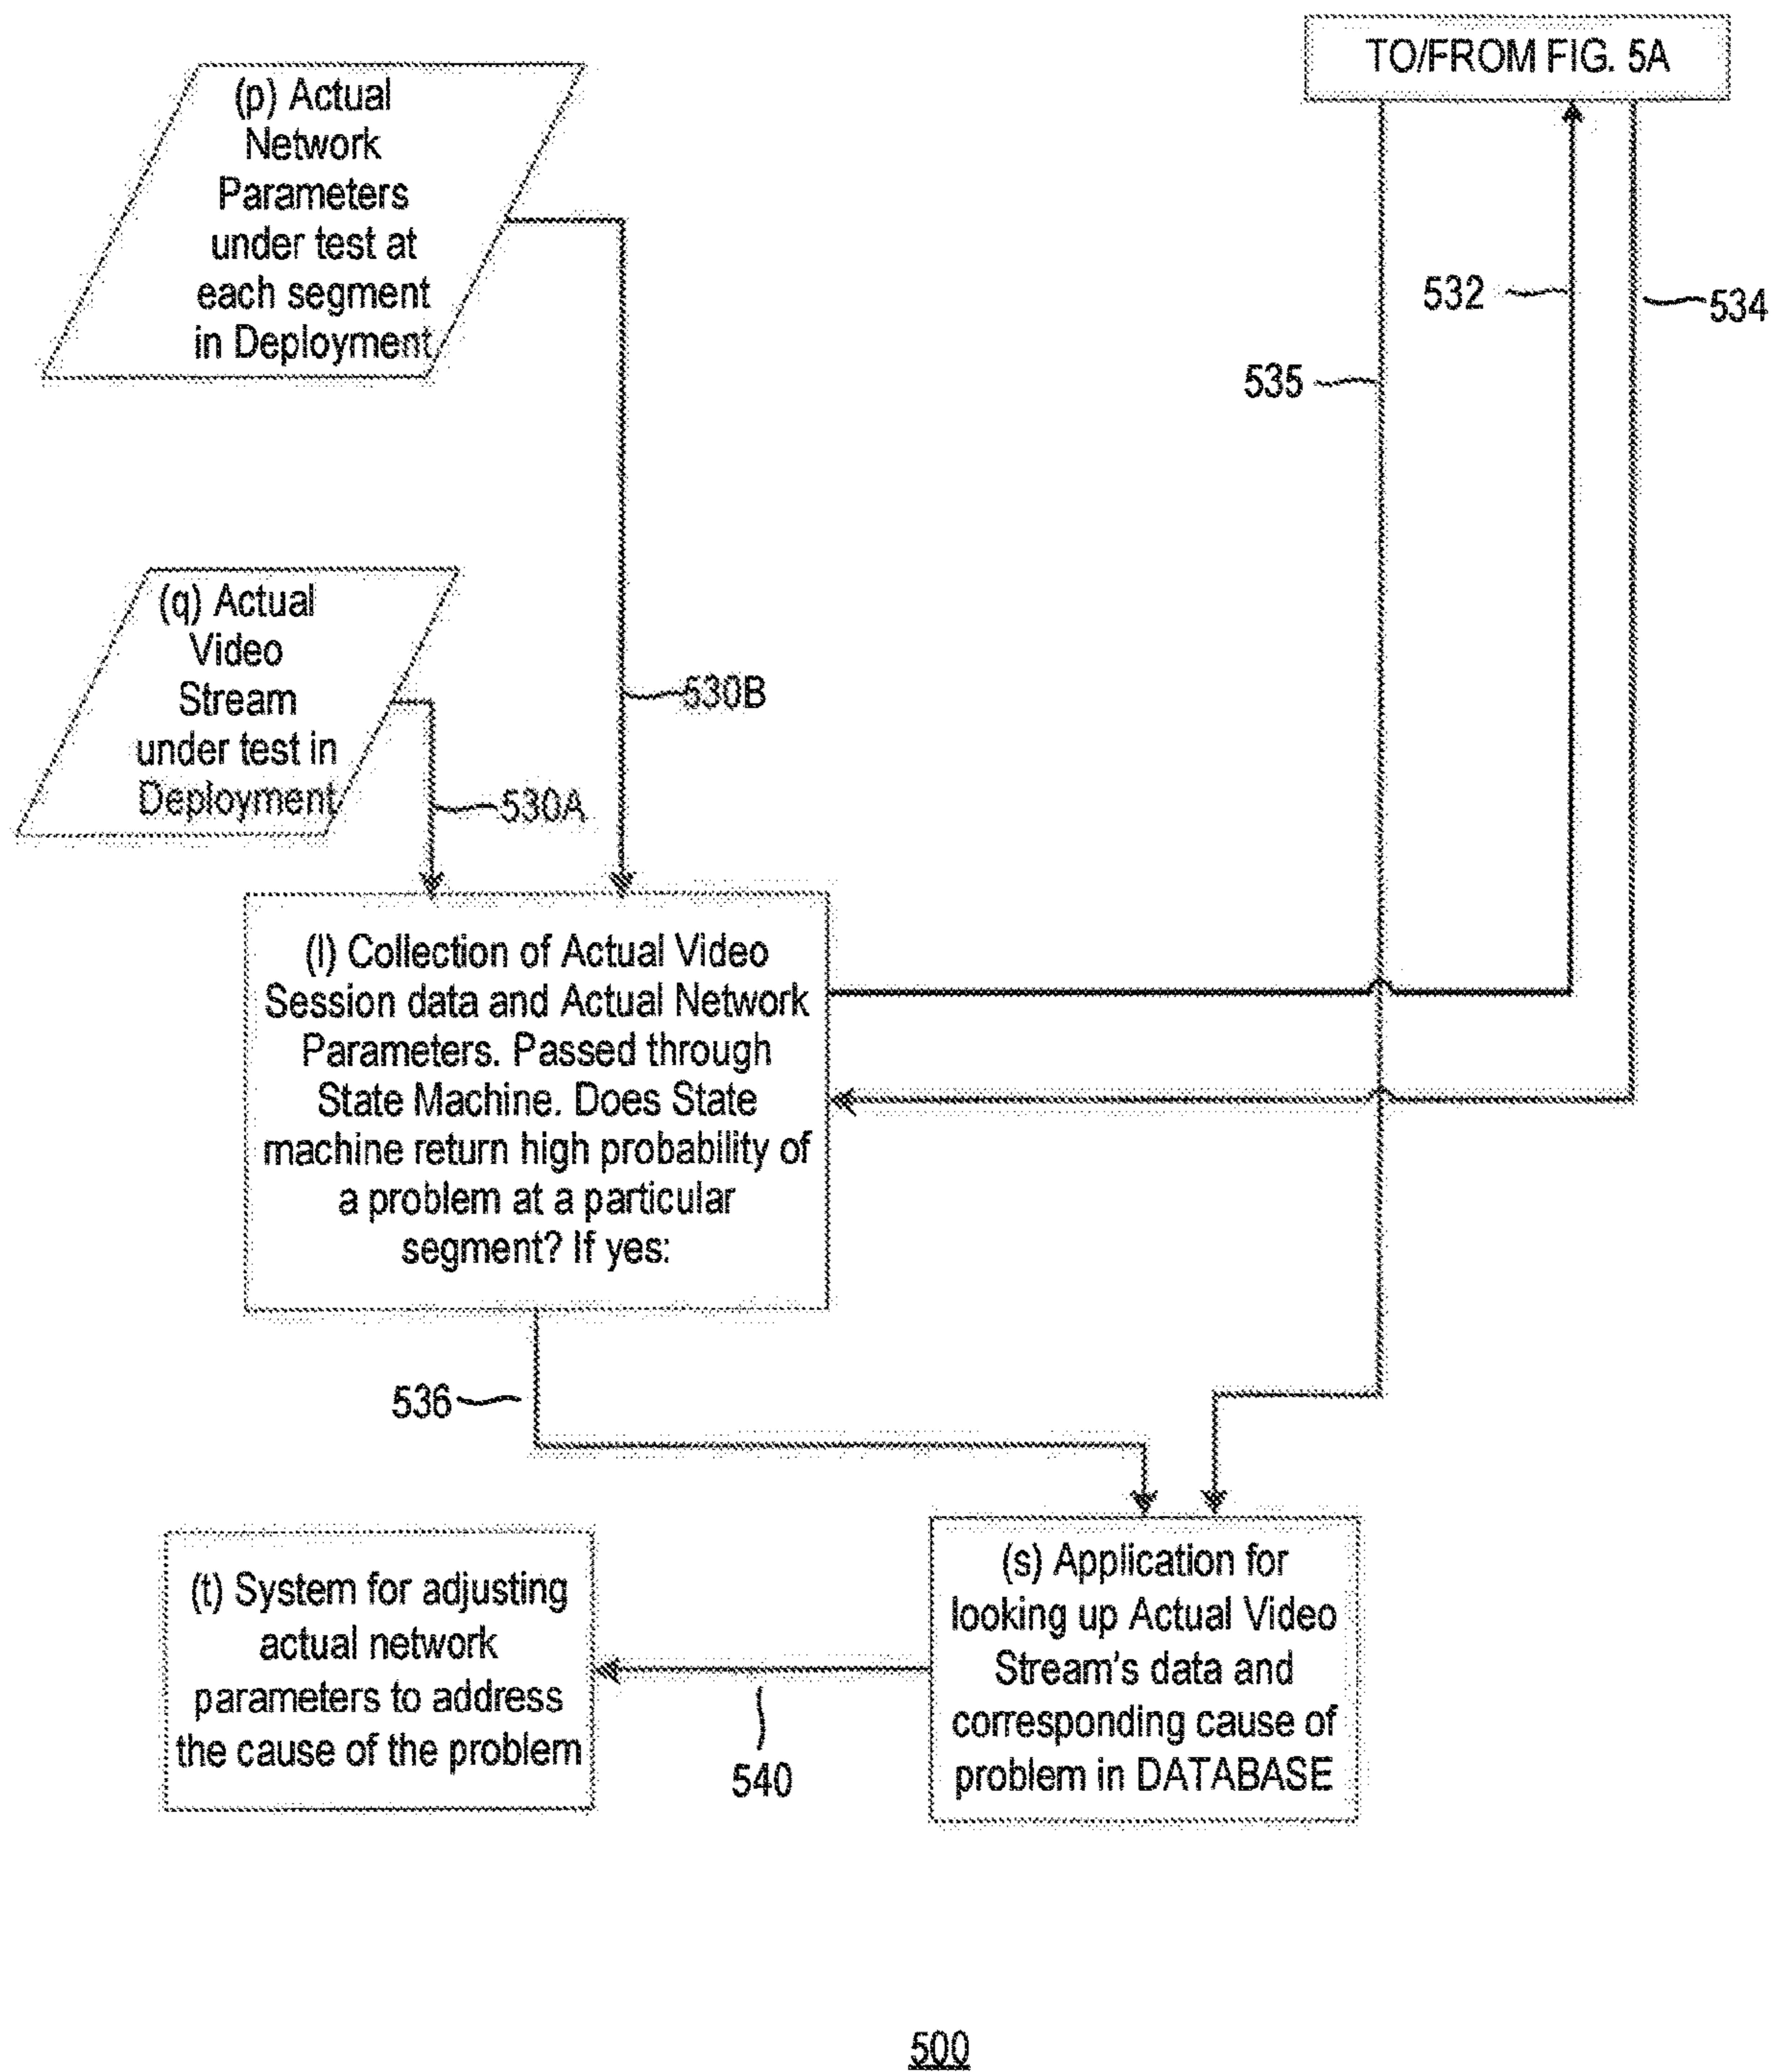 TO/FROM FIG. 5A
(p) Actual
Network
Parameters
under test at
each segment
in Deployment
532
534
535
(q) Actual
Video
Stream
under test in
Deployment
530B
530A
(l) Collection of Actual Video
Session data and Actual Network
Parameters. Passed through
State Machine. Does State
machine return high probability of
a problem at a particular
segment? If yes:
536
(t) System for adjusting
actual network
parameters to address
the cause of the problem
540
(s) Application for
looking up Actual Video
Stream's data and
corresponding cause of
problem in DATABASE
500